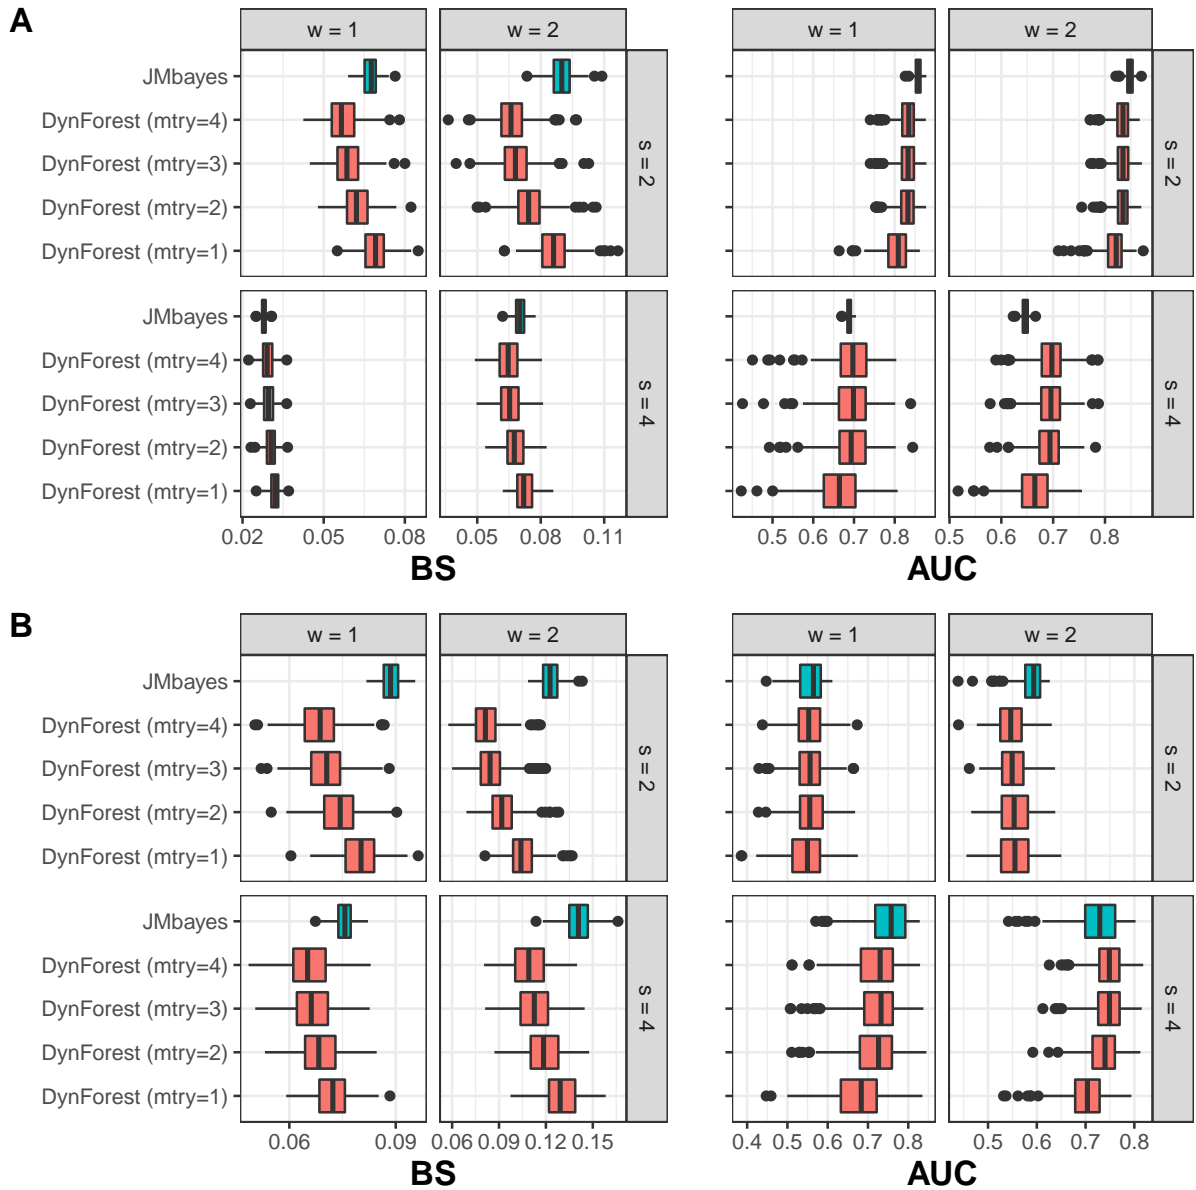 A
w = 1
w = 2
w = 1
w = 2
JMbayes
DynForest (mtry=4)
DynForest (mtry=3)
DynForest (mtry=2)
DynForest (mtry=1)
s = 2
s = 2
JMbayes
DynForest (mtry=4)
DynForest (mtry=3)
DynForest (mtry=2)
DynForest (mtry=1)
s = 4
s = 4
0.02 0.05 0.08
0.05 0.08 0.11
0.5 0.6 0.7 0.8
0.5 0.6 0.7 0.8
BS
AUC
B
w = 1
w = 2
w = 1
w = 2
JMbayes
DynForest (mtry=4)
DynForest (mtry=3)
DynForest (mtry=2)
DynForest (mtry=1)
s = 2
s = 2
JMbayes
DynForest (mtry=4)
DynForest (mtry=3)
DynForest (mtry=2)
DynForest (mtry=1)
s = 4
s = 4
0.06 0.09
0.06 0.09 0.12 0.15
0.4 0.5 0.6 0.7 0.8
0.5 0.6 0.7 0.8
BS
AUC